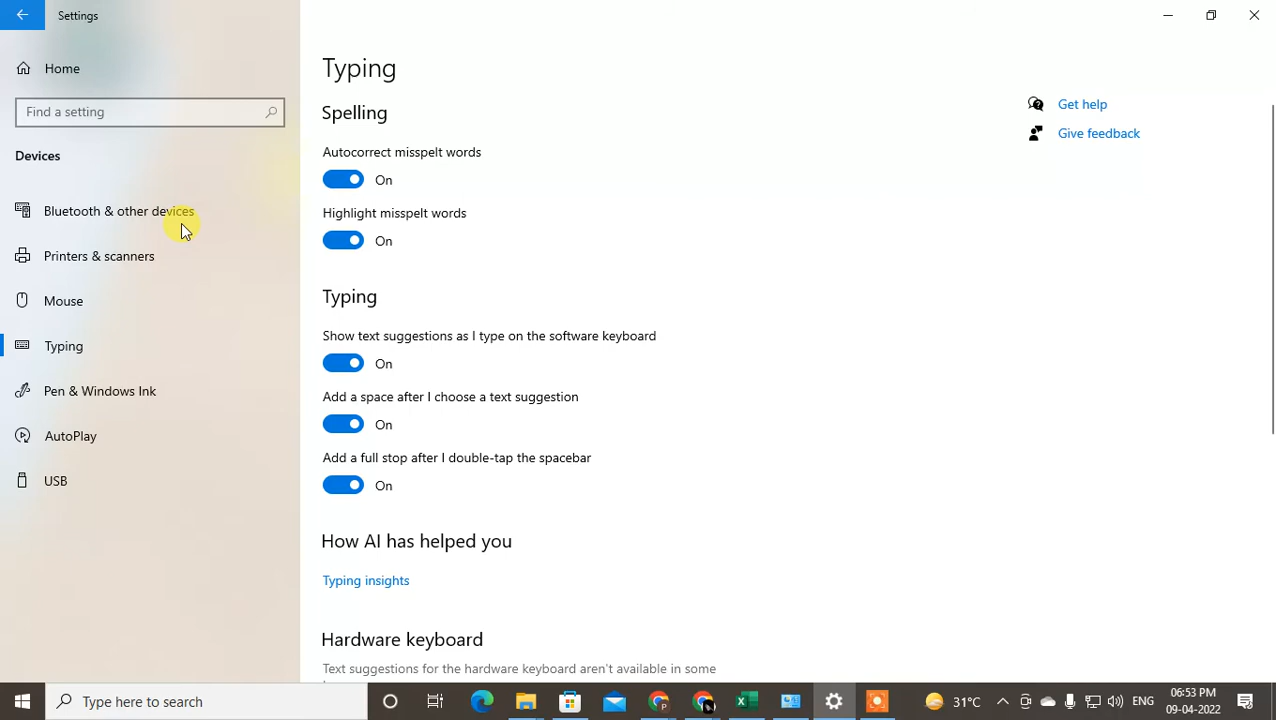 Settings
Home
Find a setting
Devices
Bluetooth & other devices
Printers & scanners
Mouse
Typing
Pen & Windows Ink
AutoPlay
USB
Typing
Spelling
Autocorrect misspelt words
On
Highlight misspelt words
On
Typing
Show text suggestions as I type on the software keyboard
On
Add a space after I choose a text suggestion
On
Add a full stop after I double-tap the spacebar
On
How AI has helped you
Typing insights
Hardware keyboard
Text suggestions for the hardware keyboard aren't available in some
Get help
Give feedback
Type here to search
31°C
ENG
06:53 PM
09-04-2022